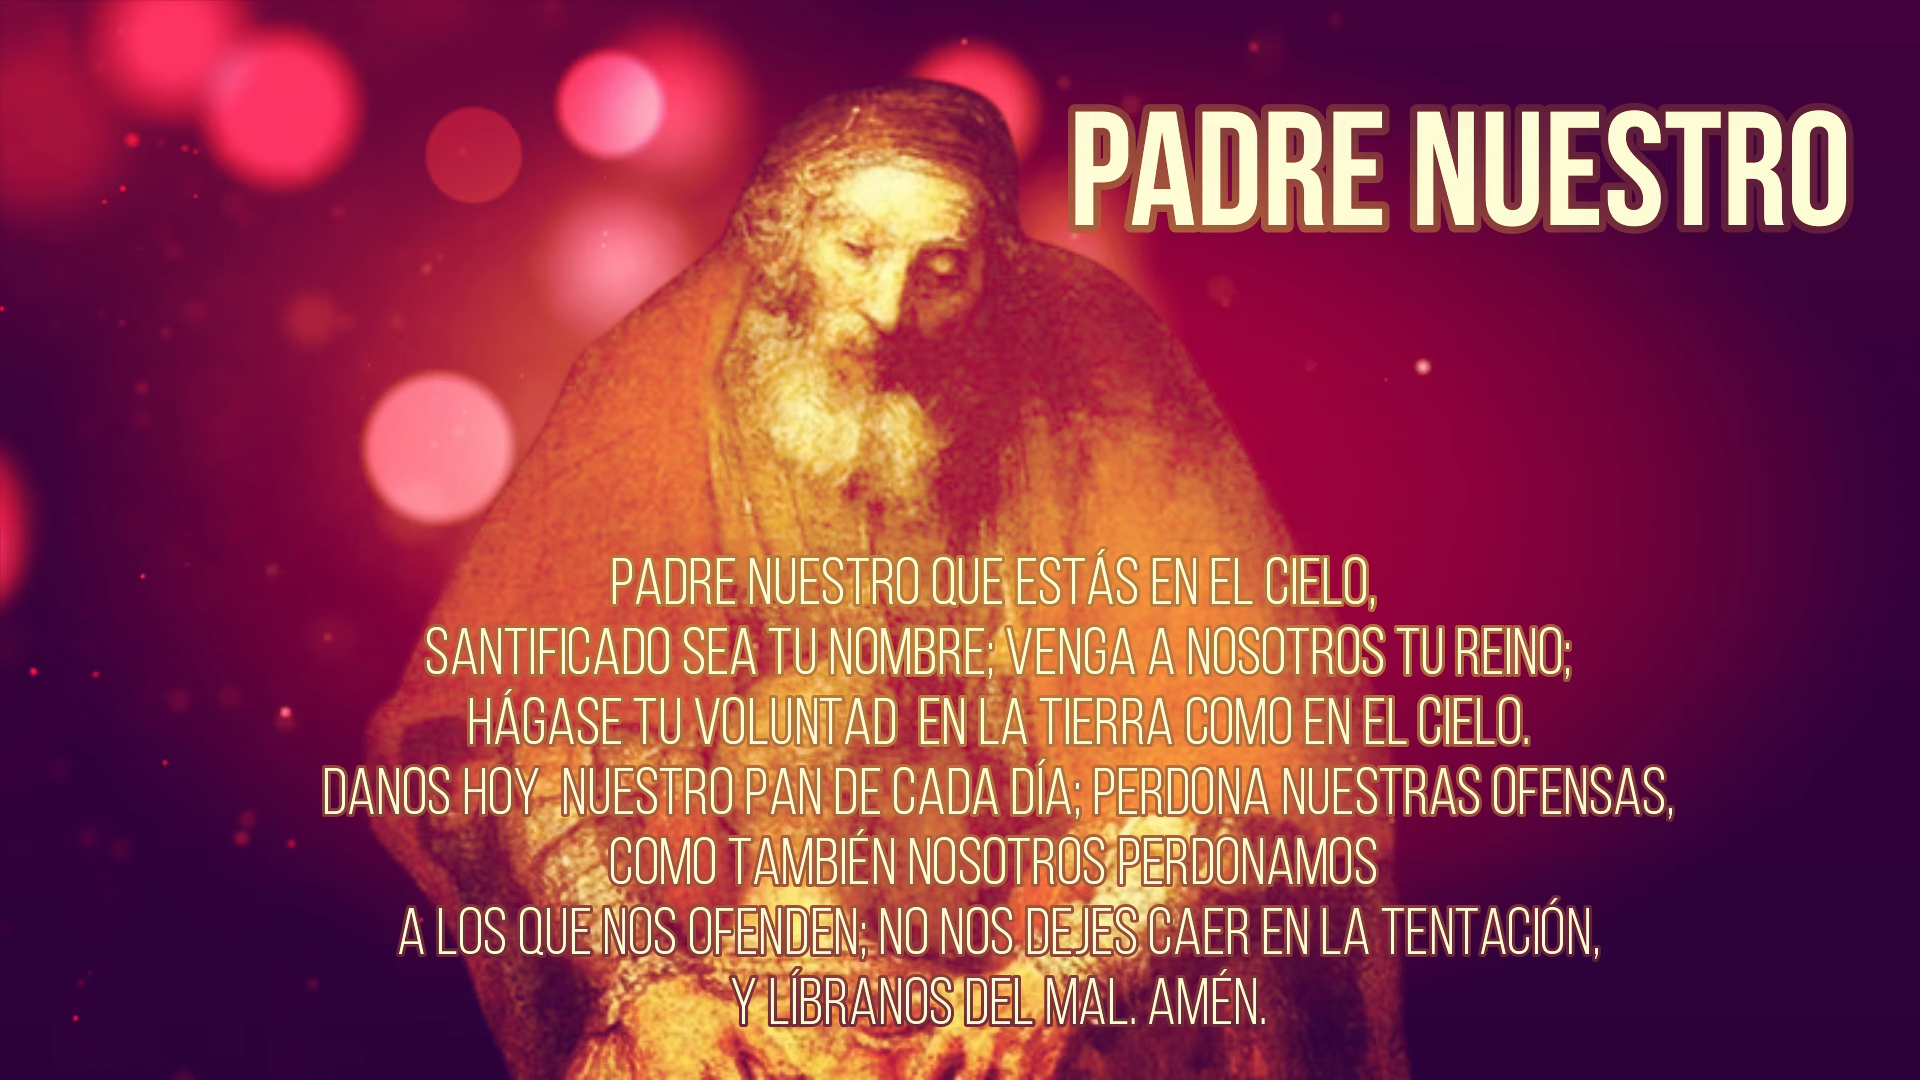 PADRE NUESTRO
PADRE NUESTRO QUE ESTÁS EN EL CIELO,
SANTIFICADO SEA TU NOMBRE; VENGA A NOSOTROS TU REINO;
HÁGASE TU VOLUNTAD EN LA TIERRA COMO EN EL CIELO.
DANOS HOY NUESTRO PAN DE CADA DÍA; PERDONA NUESTRAS OFENSAS,
COMO TAMBIÉN NOSOTROS PERDONAMOS
A LOS QUE NOS OFENDEN; NO NOS DEJES CAER EN LA TENTACIÓN,
Y LÍBRANOS DEL MAL. AMÉN.